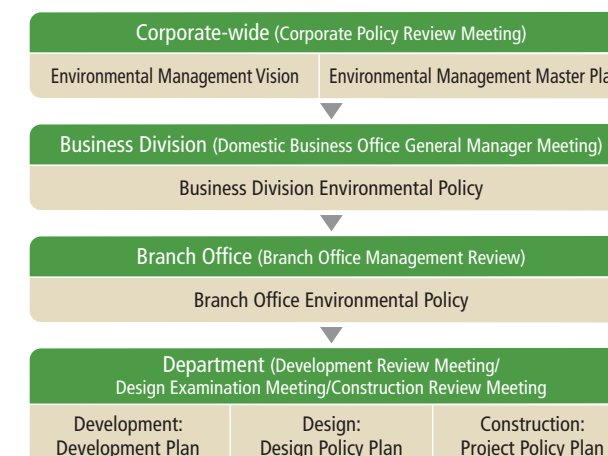 Corporate-wide (Corporate Policy Review Meeting)
Environmental Management Vision
Environmental Management Master Pla
Business Division (Domestic Business Office General Manager Meeting)
Business Division Environmental Policy
Branch Office (Branch Office Management Review)
Branch Office Environmental Policy
Department (Development Review Meeting/
Design Examination Meeting/Construction Review Meeting
Development:
Development Plan
Design:
Design Policy Plan
Construction:
Project Policy Plan